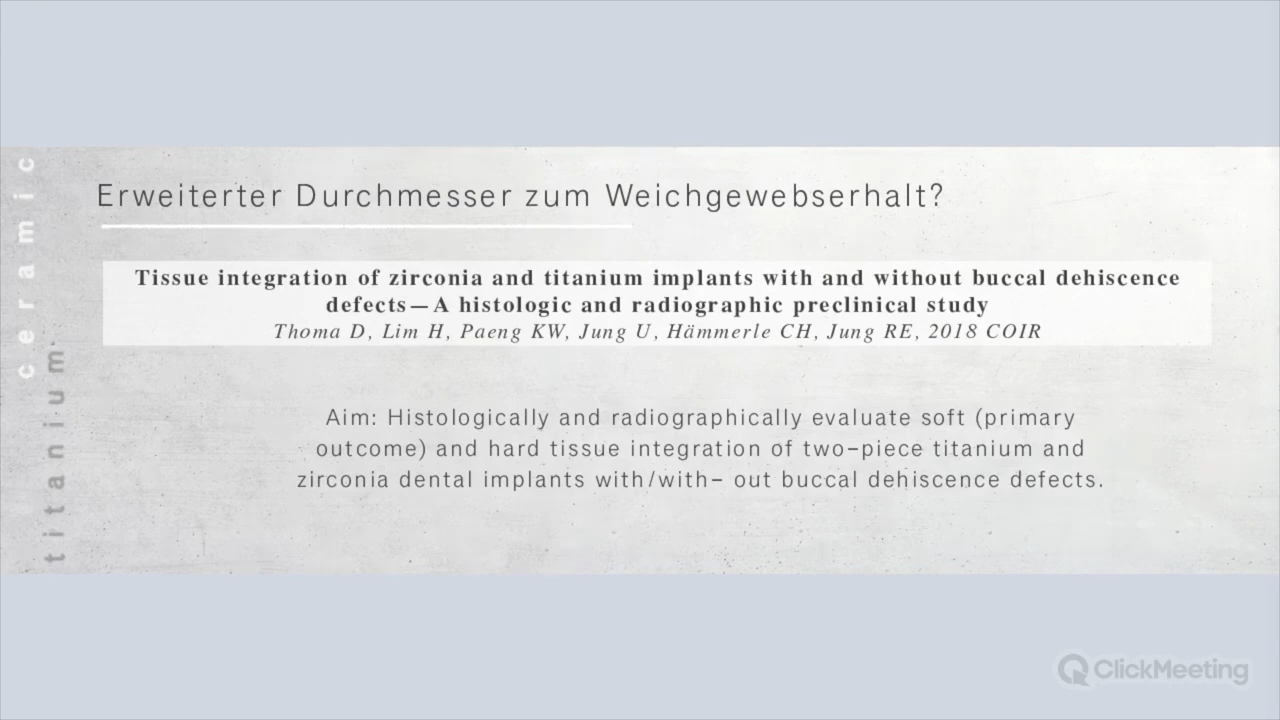 Erweiterter Durchmesser zum Weichgewebserhalt?
Tissue integration of zirconia and titanium implants with and without buccal dehiscence
defects—A histologic and radiographic preclinical study
Thoma D, Lim H, Paeng KW, Jung U, Hämmerle CH, Jung RE, 2018 COIR
Aim: Histologically and radiographically evaluate soft (primary
outcome) and hard tissue integration of two-piece titanium and
zirconia dental implants with/with- out buccal dehiscence defects.
ceramic
titanium.
ClickMeeting